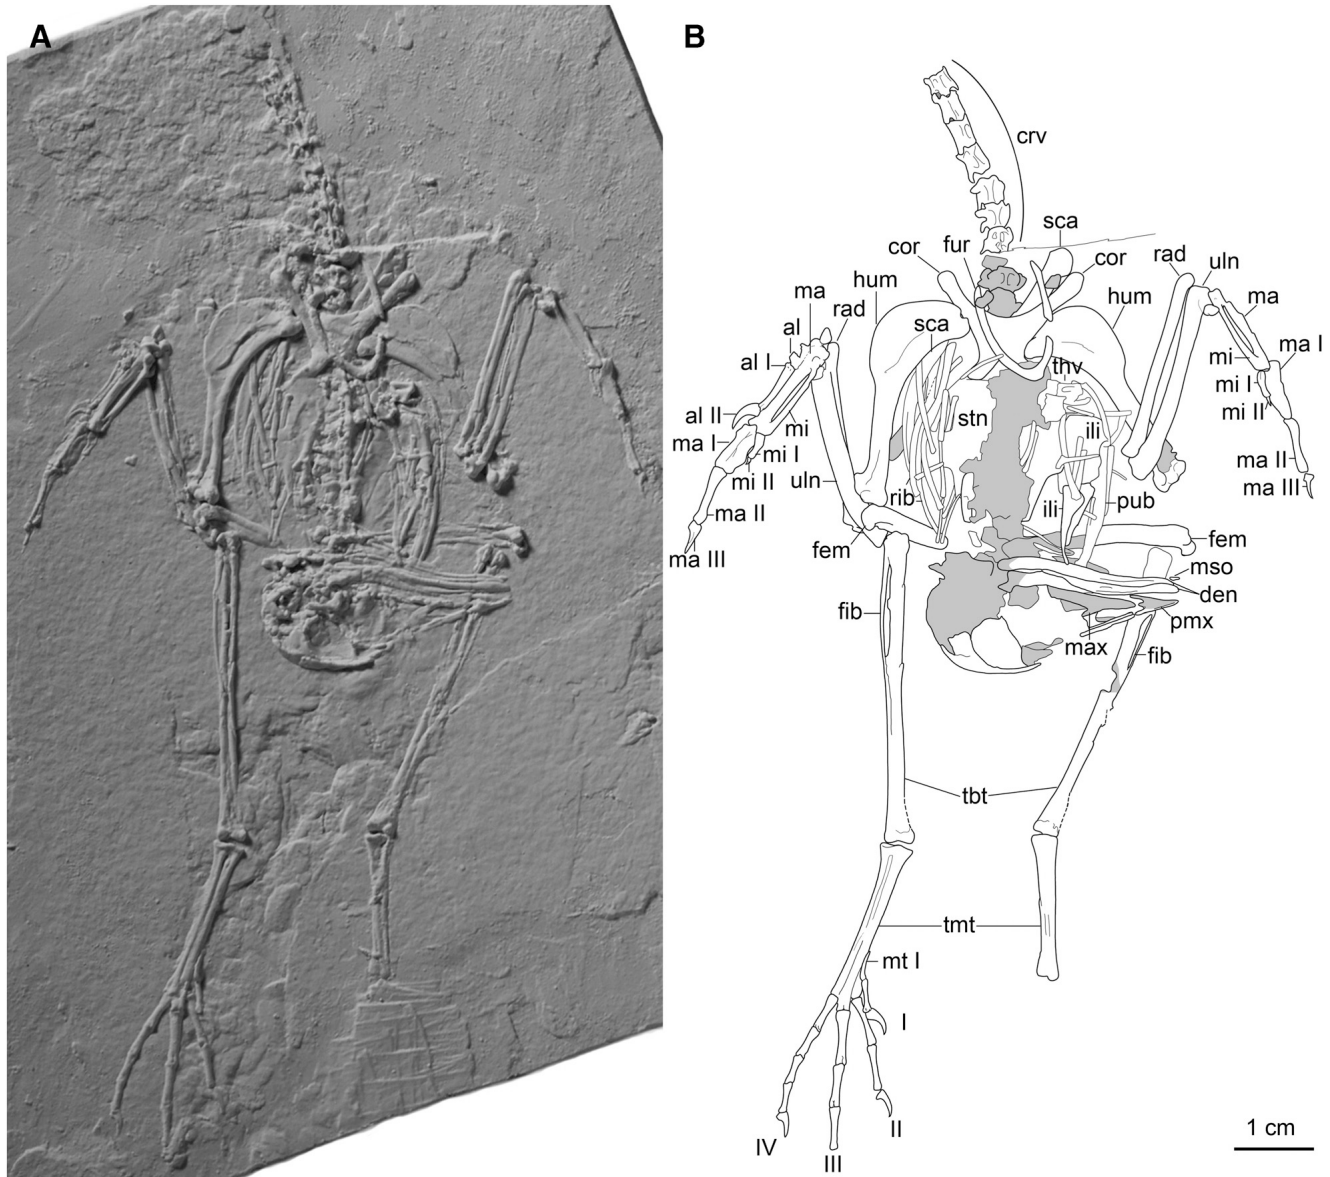 A
B
crv
sca
cor
fur
cor
rad
uln
hum
ma
rad
hum
ma
al
sca
ma I
al I
mi
thv
mi I
mi II
al II
stn
ili
ma I
mi
mi I
mi II
uln
ma II
ma III
rib
ili
pub
ma II
fem
fem
ma III
mso
den
fib
pmx
max
fib
tbt
tmt
mt I
I
II
IV
III
1 cm